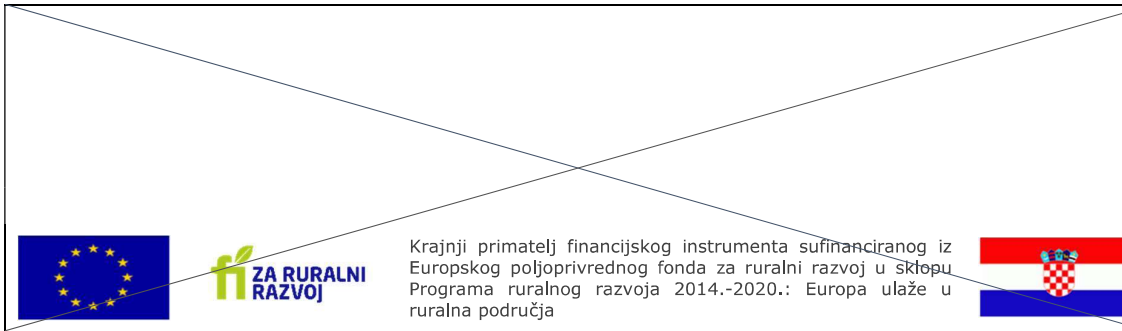 fi ZA RURALNI
RAZVOJ
Krajnji primatelj financijskog instrumenta sufinanciranog iz
Europskog poljoprivrednog fonda za ruralni razvoj u sklopu
Programa ruralnog razvoja 2014.-2020.: Europa ulaže u
ruralna područja